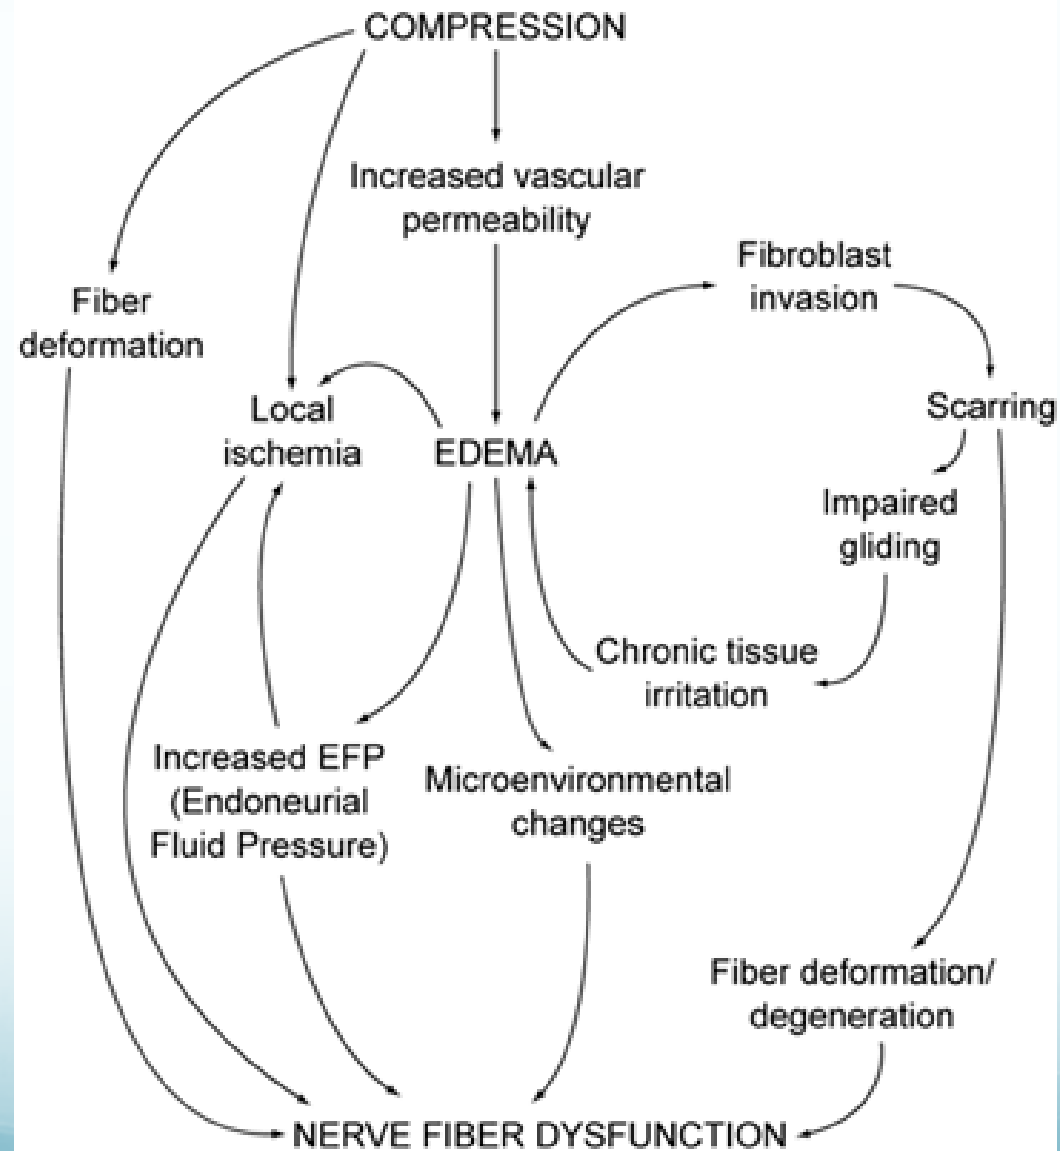 COMPRESSION
Increased vascular
permeability
Fibroblast
invasion
Fiber
deformation
Local
ischemia
EDEMA
Scarring
Impaired
gliding
Chronic tissue
irritation
Increased EFP
(Endoneurial
Fluid Pressure)
Microenvironmental
changes
Fiber deformation/
degeneration
NERVE FIBER DYSFUNCTION